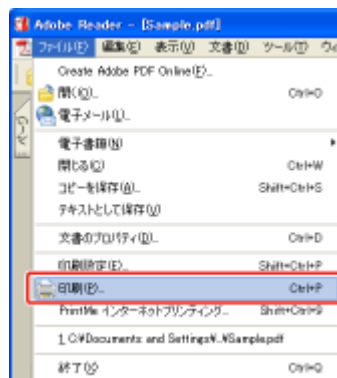 Adobe Reader - [Sample.pdf]
ファイル(F) 編集(E) 表示(V) 文書(D) ツール(T) ウィ
Create Adobe PDF Online(F)...
開く(O)... Ctrl+O
電子メール(L)...
電子書籍(N)
閉じる(C) Ctrl+W
コピーを保存(A)... Shift+Ctrl+S
テキストとして保存(V)
文書のプロパティ(D)... Ctrl+D
印刷設定(E)... Shift+Ctrl+P
印刷(P)... Ctrl+P
PrintMe インターネットプリンティング... Shift+Ctrl+9
1 C:¥Documents and Settings¥..¥Sample.pdf
終了(X) Ctrl+Q
ページ